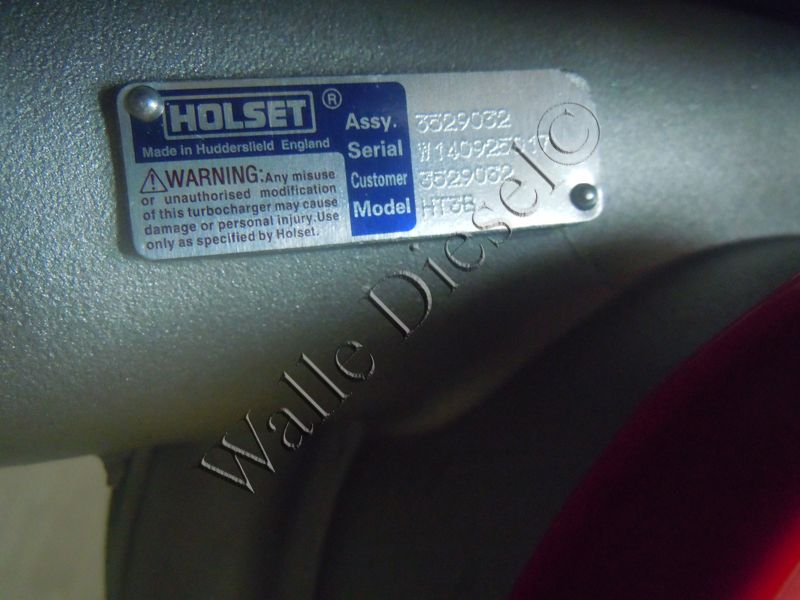 HOLSET ®
Made in Huddersfield England
⚠WARNING: Any misuse
or unauthorised modification
of this turbocharger may cause
damage or personal injury. Use
only as specified by Holset.
Assy. 3529032
Serial
Customer 3529032
Model HT3B
Walle Diesel©